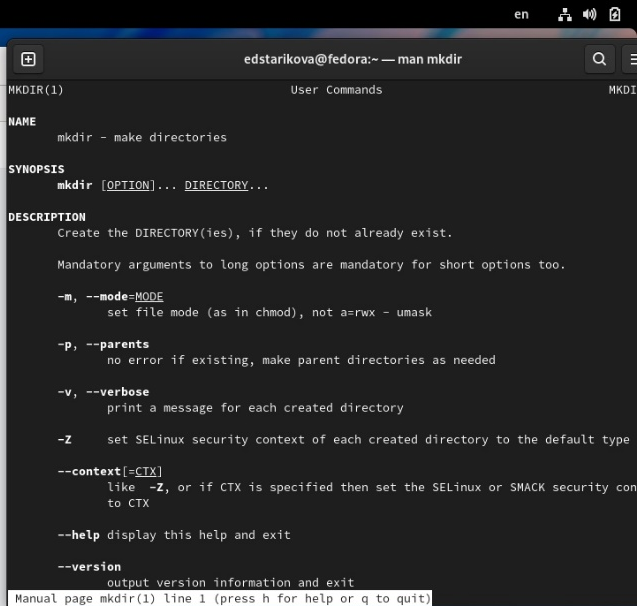 en
edstarikova@fedora:~ — man mkdir
MKDIR(1) User Commands MKDI
NAME
mkdir - make directories
SYNOPSIS
mkdir [OPTION]... DIRECTORY...
DESCRIPTION
Create the DIRECTORY(ies), if they do not already exist.
Mandatory arguments to long options are mandatory for short options too.
-m, --mode=MODE
set file mode (as in chmod), not a=rwx - umask
-p, --parents
no error if existing, make parent directories as needed
-v, --verbose
print a message for each created directory
-Z set SELinux security context of each created directory to the default type
--context[=CTX]
like -Z, or if CTX is specified then set the SELinux or SMACK security con
to CTX
--help display this help and exit
--version
output version information and exit
Manual page mkdir(1) line 1 (press h for help or q to quit)